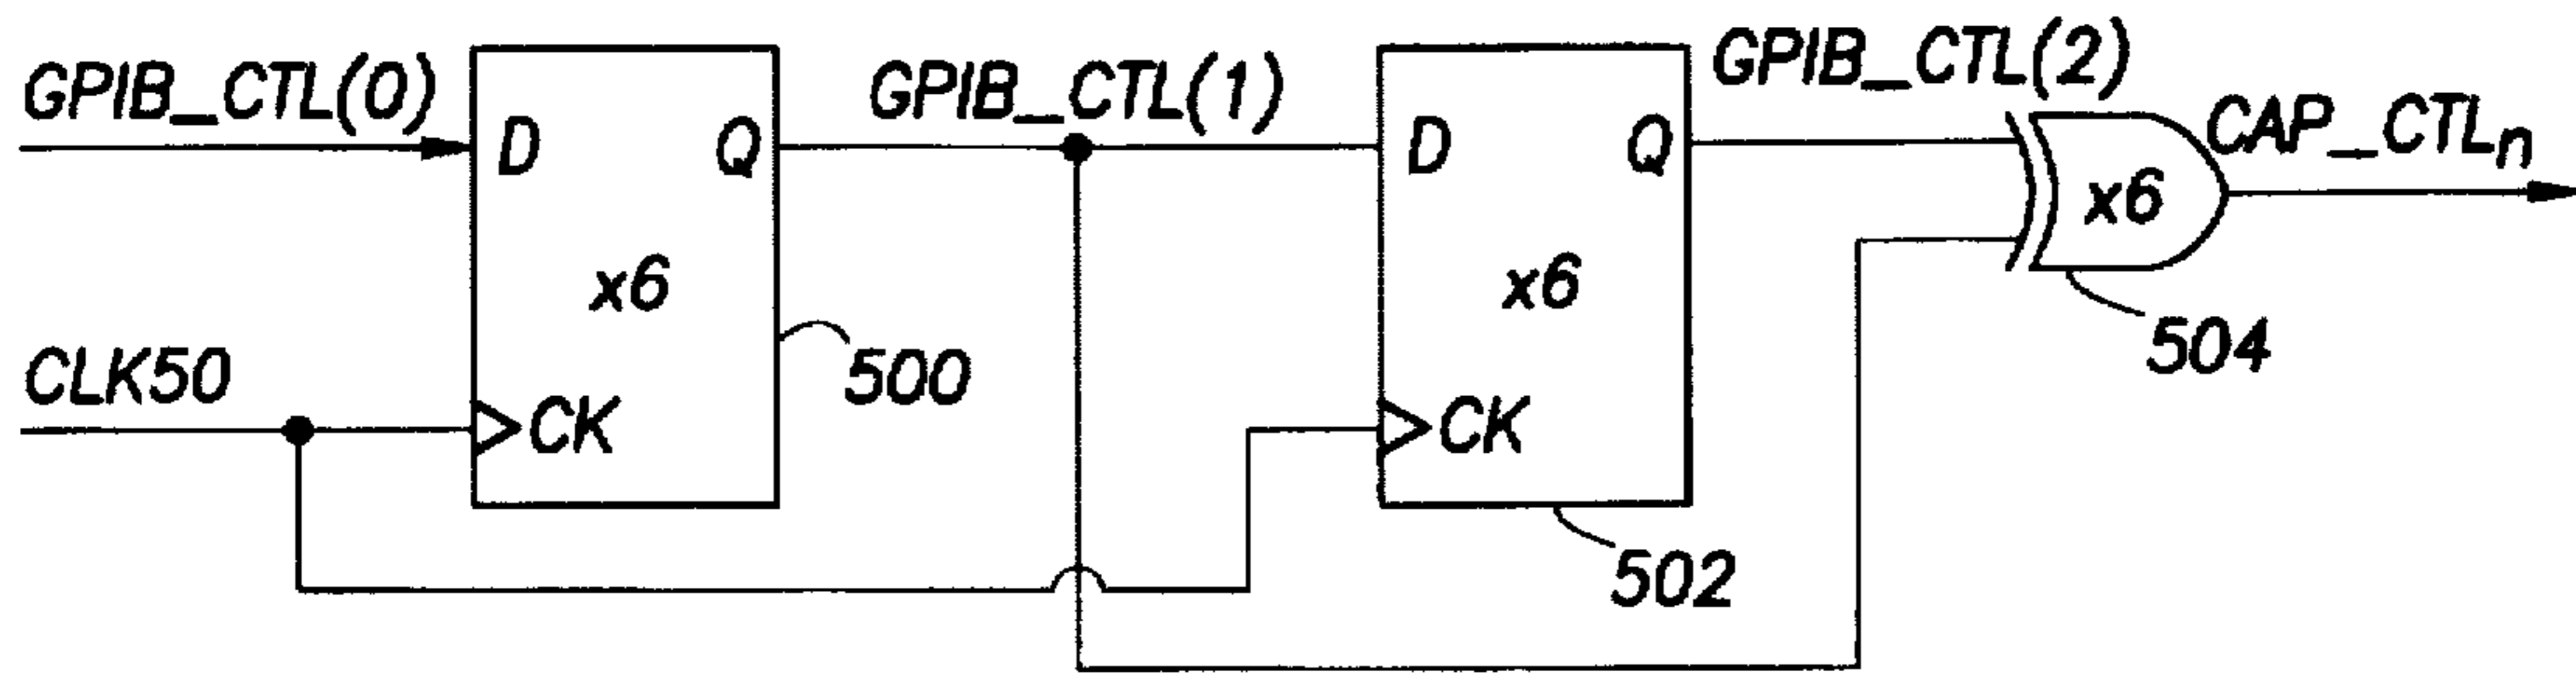 GPIB_CTL(0)
D
Q
x6
CK
500
CLK50
GPIB_CTL(1)
D
Q
x6
CK
502
GPIB_CTL(2)
x6
504
CAP_CTLn